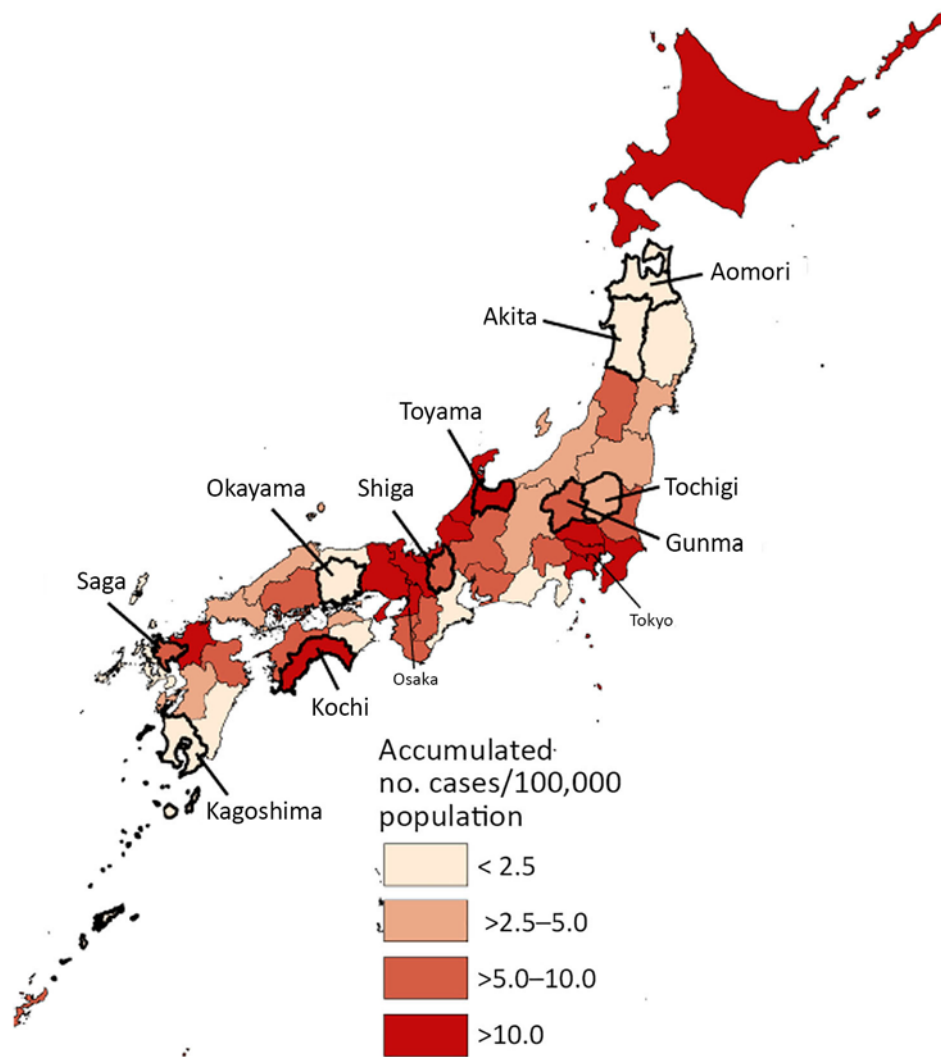 Aomori
Akita
Toyama
Okayama
Shiga
Tochigi
Gunma
Saga
Tokyo
Osaka
Kochi
Kagoshima
Accumulated
no. cases/100,000
population
< 2.5
>2.5–5.0
>5.0–10.0
>10.0